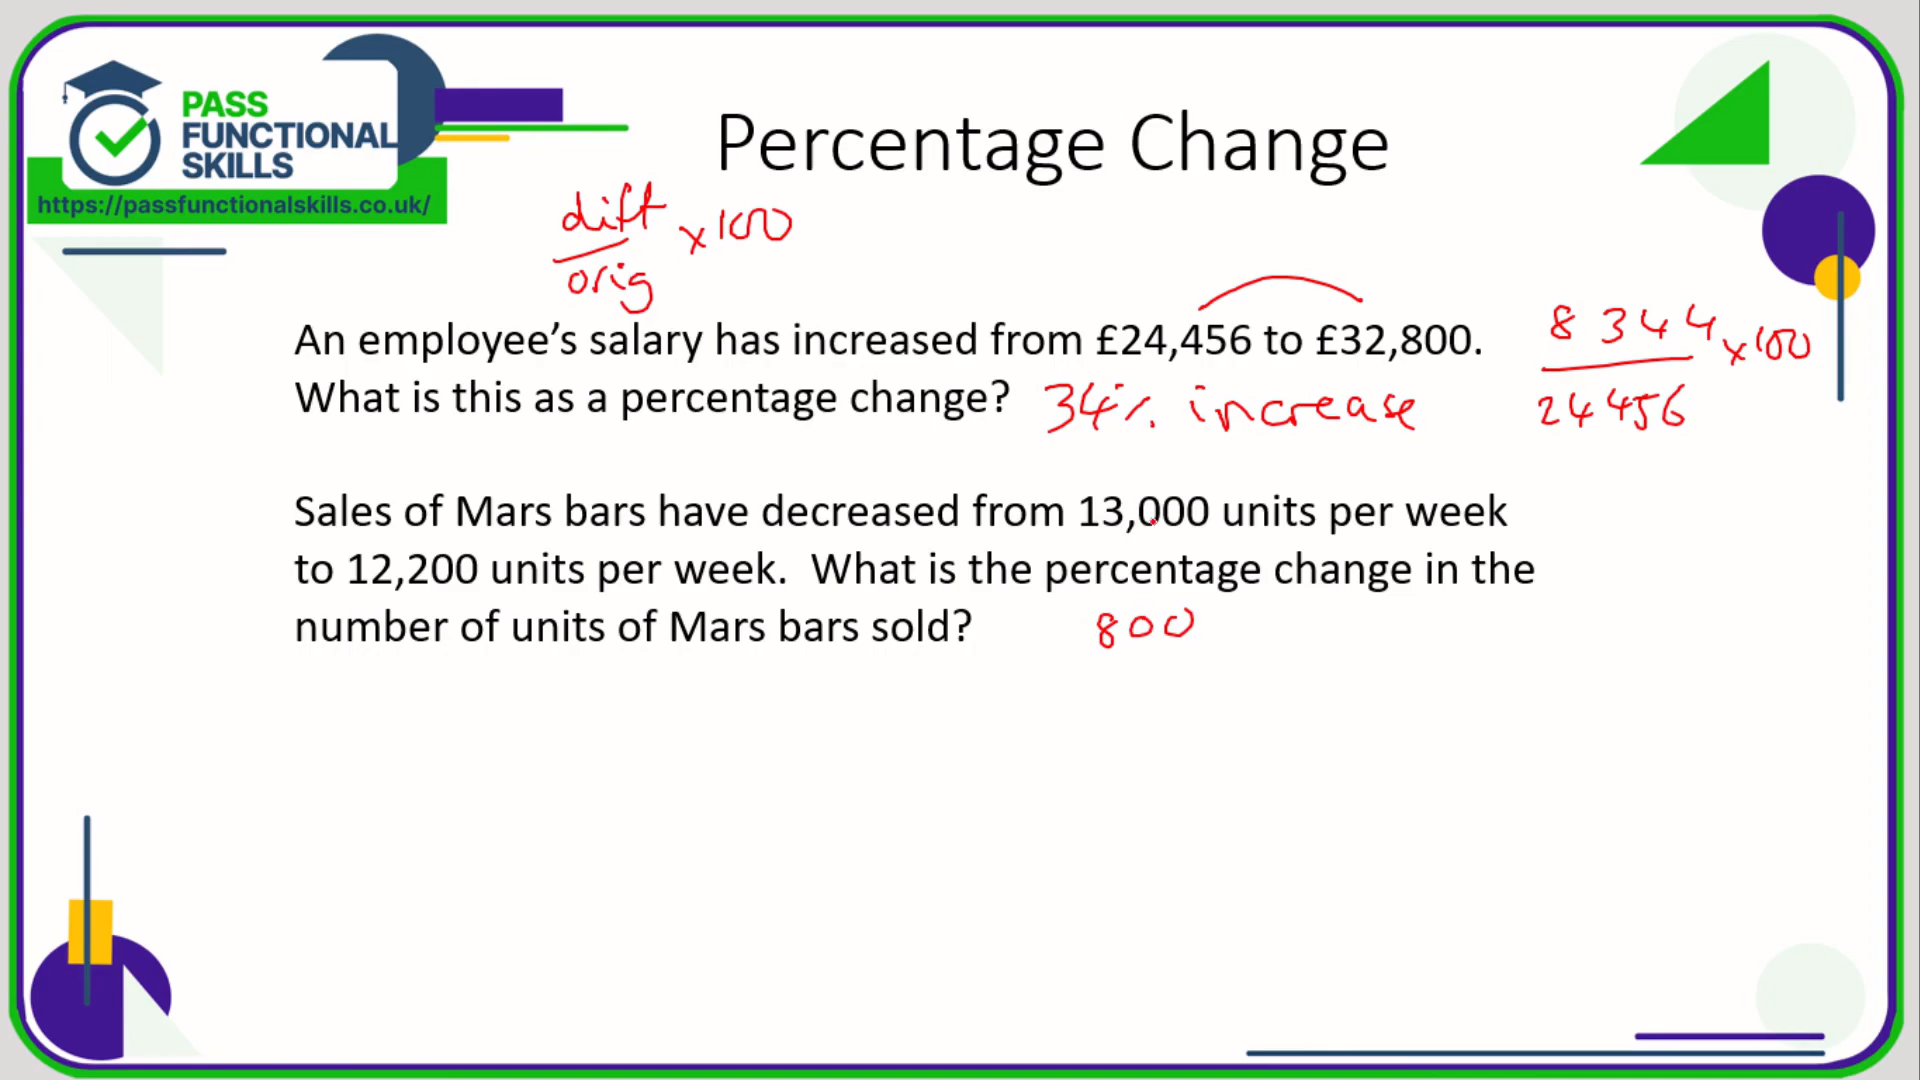 PASS
FUNCTIONAL
SKILLS
https://passfunctionalskills.co.uk/
Percentage Change
diff
orig
x100
An employee's salary has increased from £24,456 to £32,800.
What is this as a percentage change? 34% increase
8344
24456
x100
Sales of Mars bars have decreased from 13,000 units per week
to 12,200 units per week.  What is the percentage change in the
number of units of Mars bars sold? 800